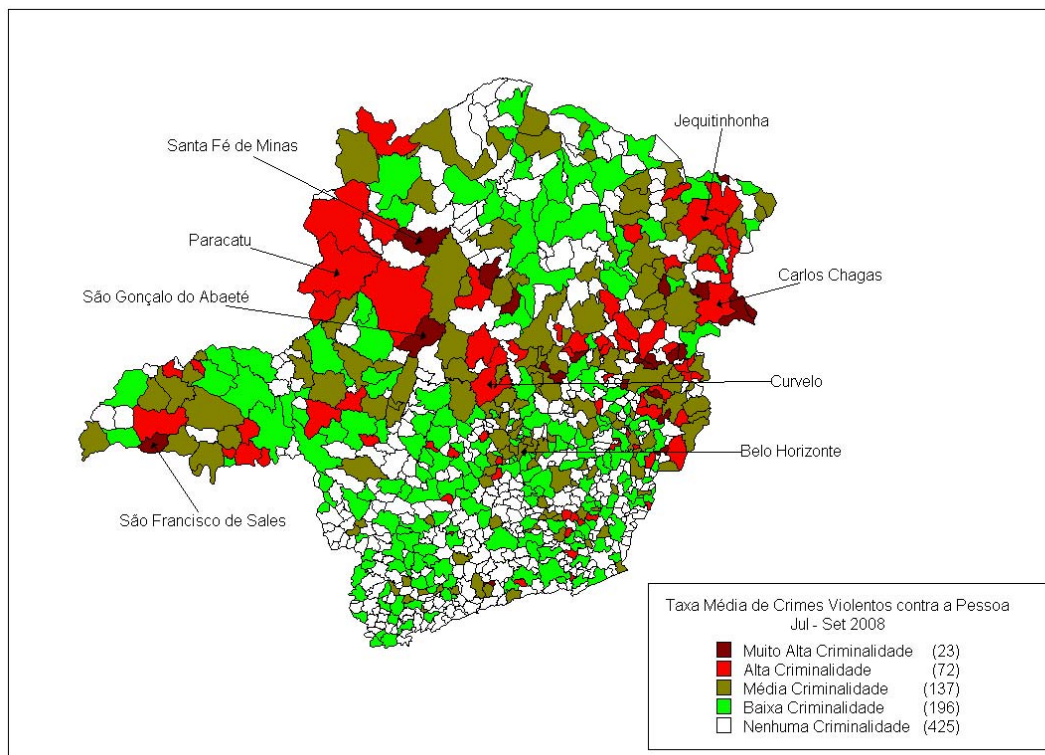 Jequitinhonha
Santa Fé de Minas
Paracatu
Carlos Chagas
São Gonçalo do Abaeté
Curvelo
Belo Horizonte
São Francisco de Sales
Taxa Média de Crimes Violentos contra a Pessoa
Jul - Set 2008
Muito Alta Criminalidade (23)
Alta Criminalidade (72)
Média Criminalidade (137)
Baixa Criminalidade (196)
Nenhuma Criminalidade (425)